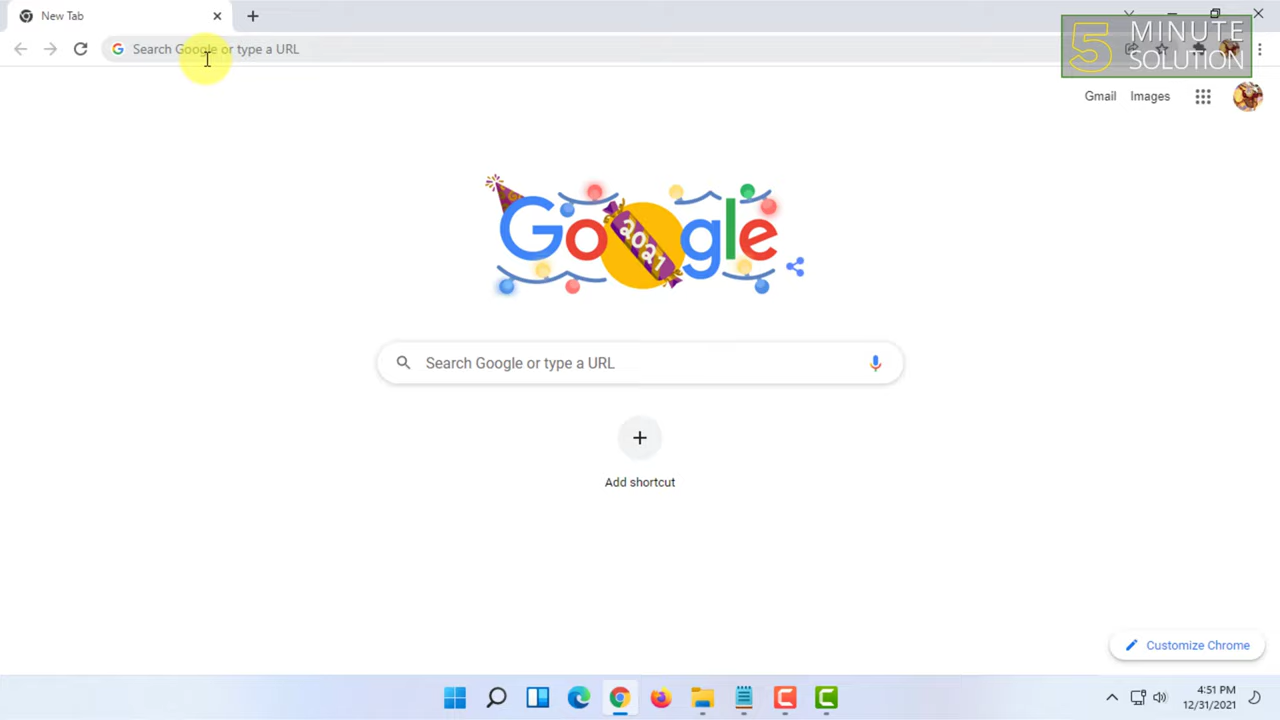 New Tab
Search Google or type a URL
5 MINUTE
SOLUTION
Gmail
Images
Google
2021
Search Google or type a URL
Add shortcut
Customize Chrome
4:51 PM
12/31/2021